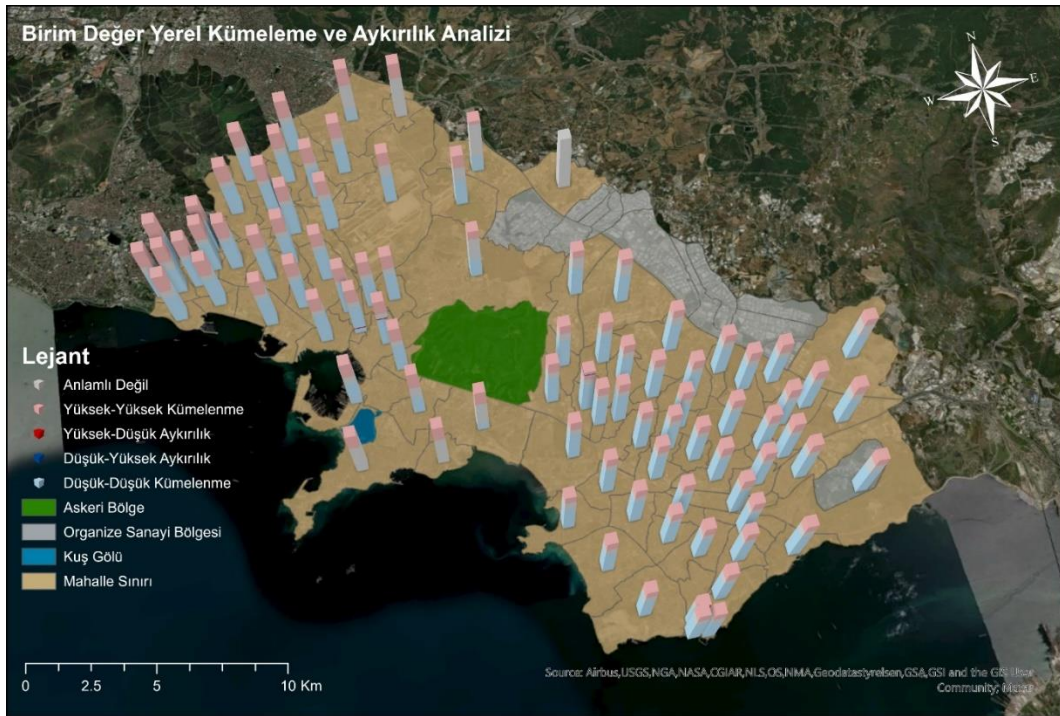 Birim Değer Yerel Kümeleme ve Aykırılık Analizi
N
W
E
S
Lejant
Anlamlı Değil
Yüksek-Yüksek Kümelenme
Yüksek-Düşük Aykırılık
Düşük-Yüksek Aykırılık
Düşük-Düşük Kümelenme
Askeri Bölge
Organize Sanayi Bölgesi
Kuş Gölü
Mahalle Sınırı
0 2.5 5 10 Km
Source: Airbus,USGS,NGA,NASA,CGIAR,NLS,OS,NMA,Geodatastyrelsen,GSA,GSI and the GIS User
Community;